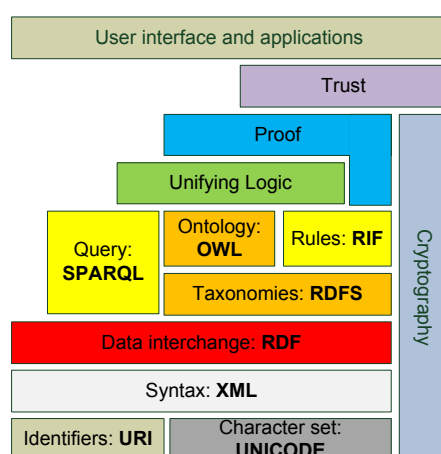 User interface and applications
Trust
Proof
Unifying Logic
Query:
SPARQL
Ontology:
OWL
Rules: RIF
Taxonomies: RDFS
Cryptography
Data interchange: RDF
Syntax: XML
Identifiers: URI
Character set:
UNICODE